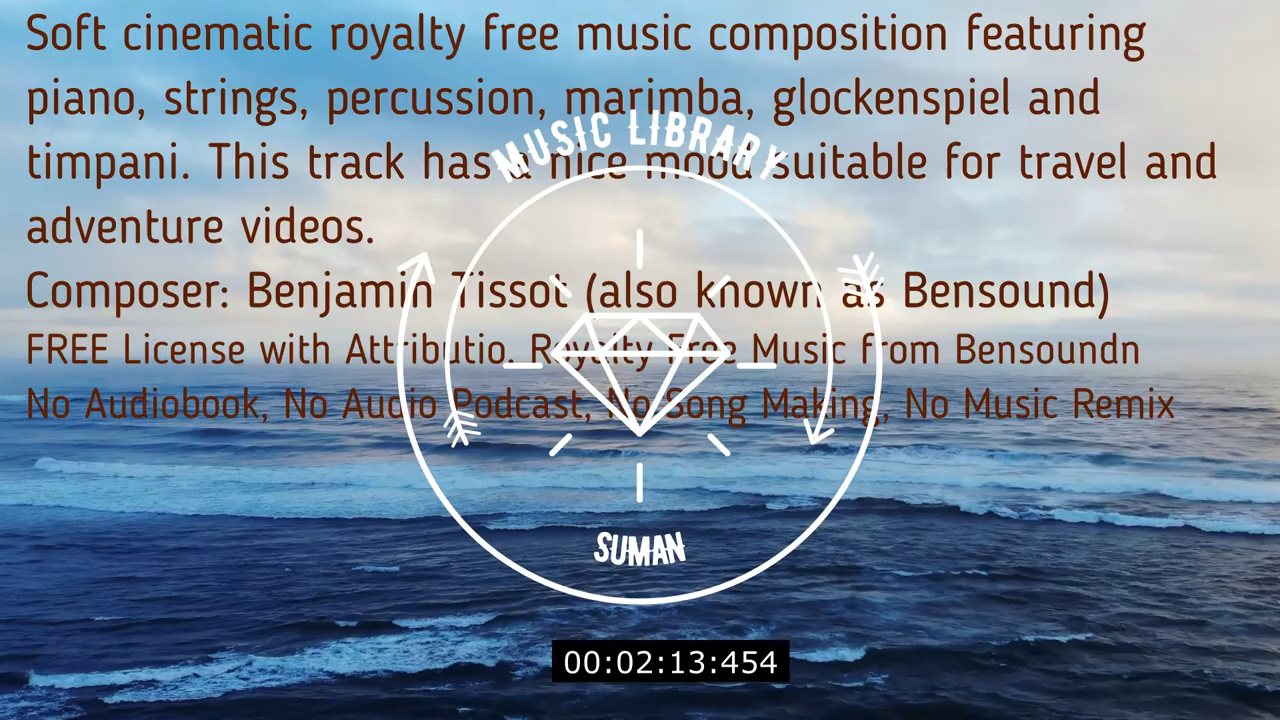 Soft cinematic royalty free music composition featuring
piano, strings, percussion, marimba, glockenspiel and
timpani. This track has a nice mood suitable for travel and
adventure videos.
Composer: Benjamin Tissot (also known as Bensound)
FREE License with Attributio. Royalty Free Music from Bensoundn
No Audiobook, No Audio Podcast, No Song Making, No Music Remix
MUSIC LIBRARY
SUMAN
00:02:13:454